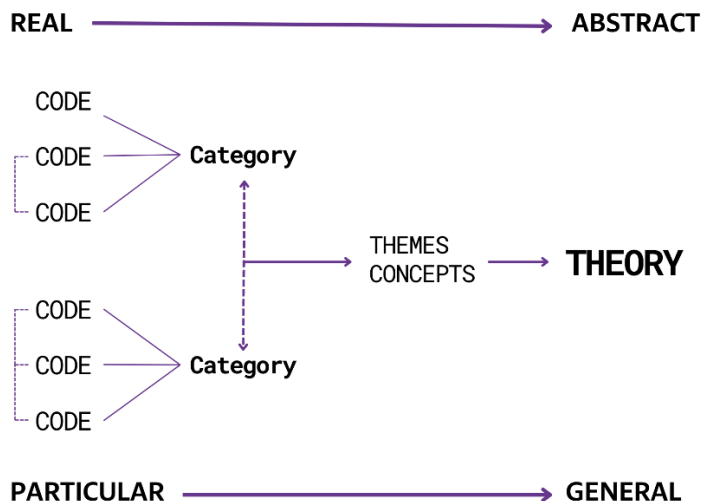 REAL ABSTRACT
CODE
CODE
CODE
Category
THEMES
CONCEPTS
THEORY
CODE
CODE
CODE
Category
PARTICULAR GENERAL